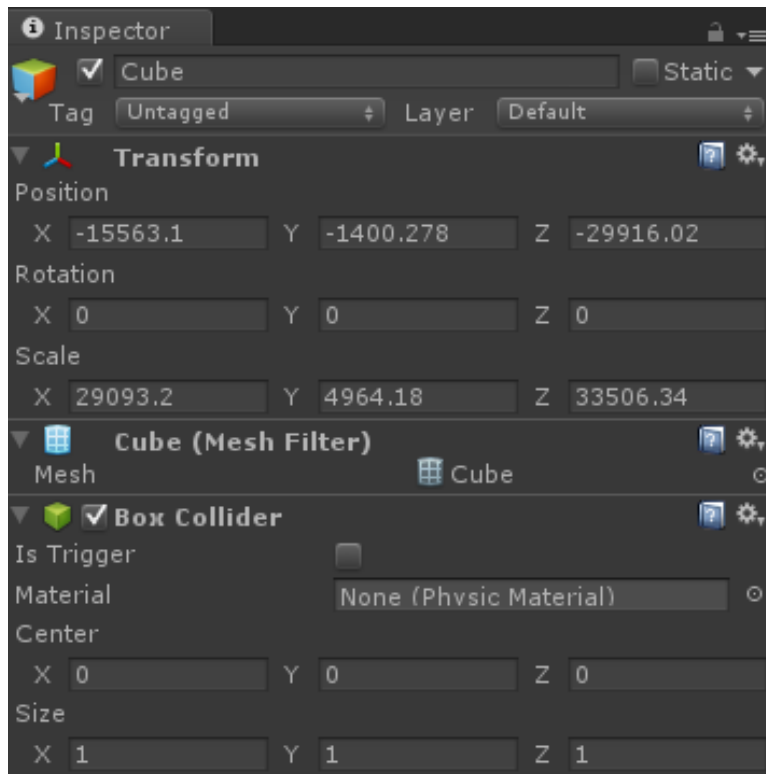 Inspector
Cube Static
Tag Untagged Layer Default
Transform
Position
X -15563.1 Y -1400.278 Z -29916.02
Rotation
X 0 Y 0 Z 0
Scale
X 29093.2 Y 4964.18 Z 33506.34
Cube (Mesh Filter)
Mesh Cube
Box Collider
Is Trigger
Material None (Physic Material)
Center
X 0 Y 0 Z 0
Size
X 1 Y 1 Z 1